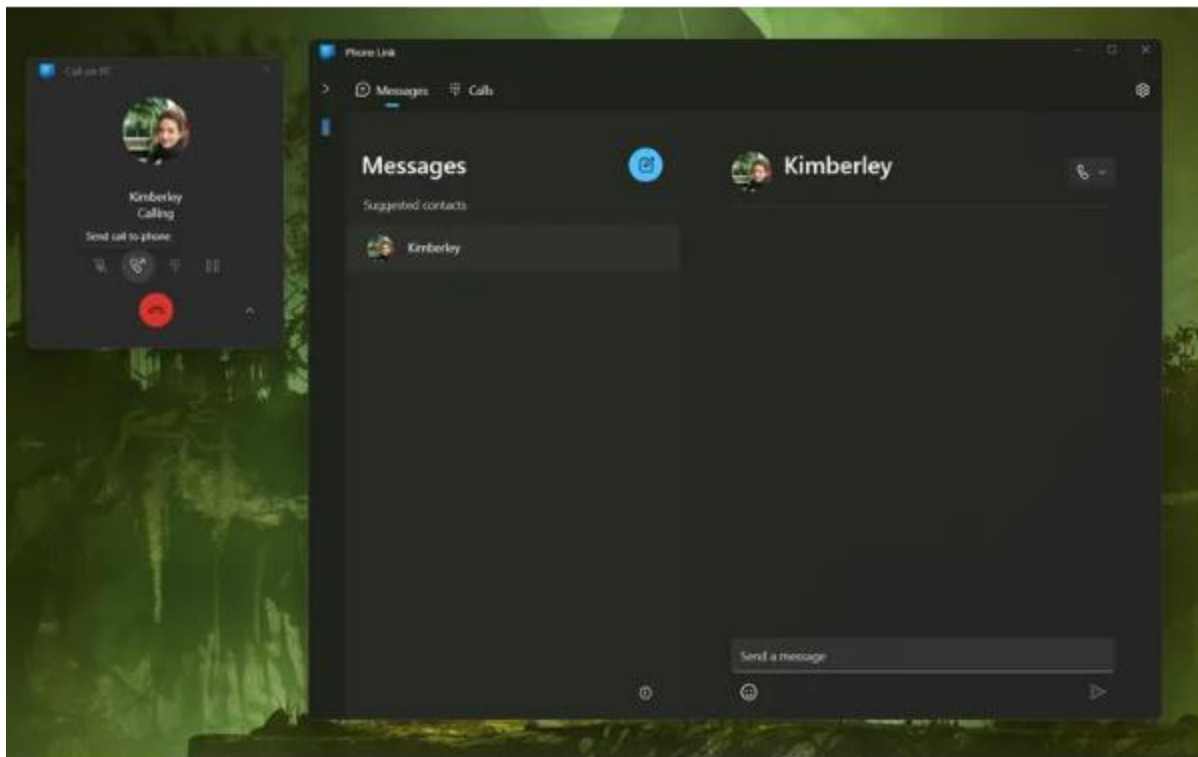 Call on PC
Kimberley
Calling
Send call to phone
Phone Link
Messages Calls
Messages
Suggested contacts
Kimberley
Kimberley
Send a message